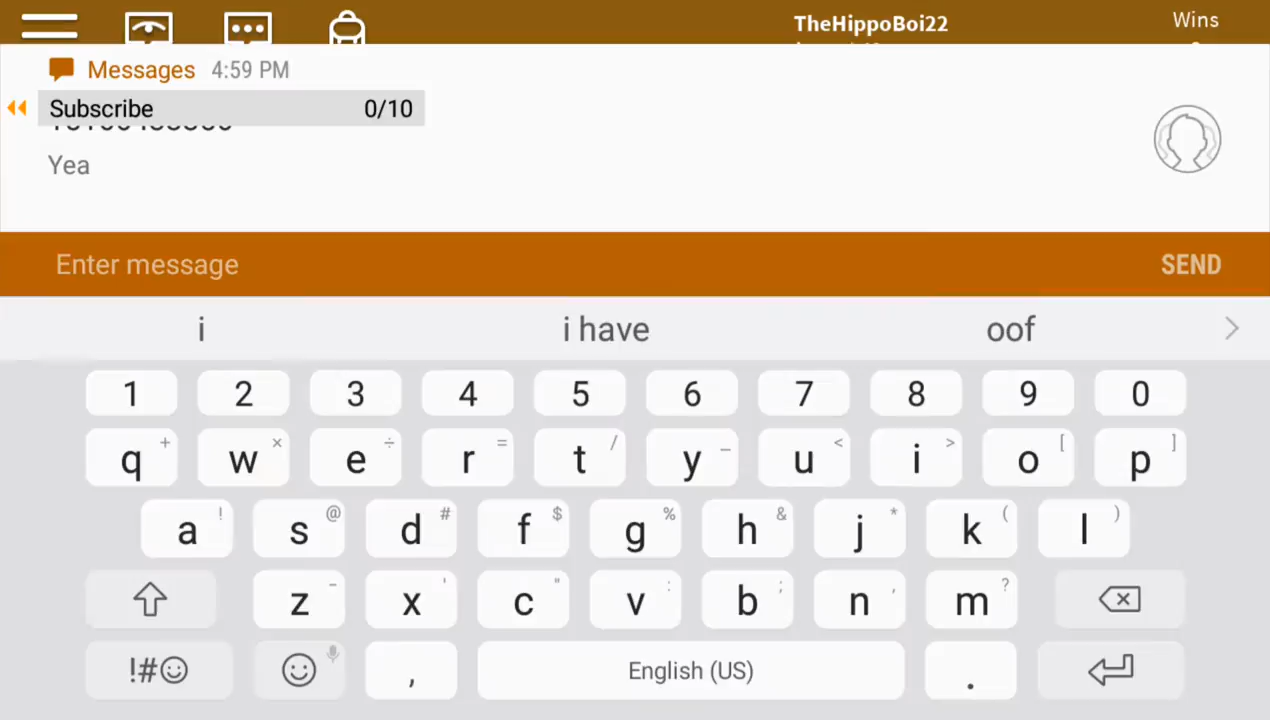 TheHippoBoi22
Wins
Messages 4:59 PM
Subscribe 0/10
Yea
Enter message
SEND
i
i have
oof
1 2 3 4 5 6 7 8 9 0
q + w × e ÷ r = t / y _ u < i > o [ p ]
a ! s @ d # f $ g % h & j * k ( l )
z - x ' c " v : b ; n , m ?
!#☺ , English (US) .